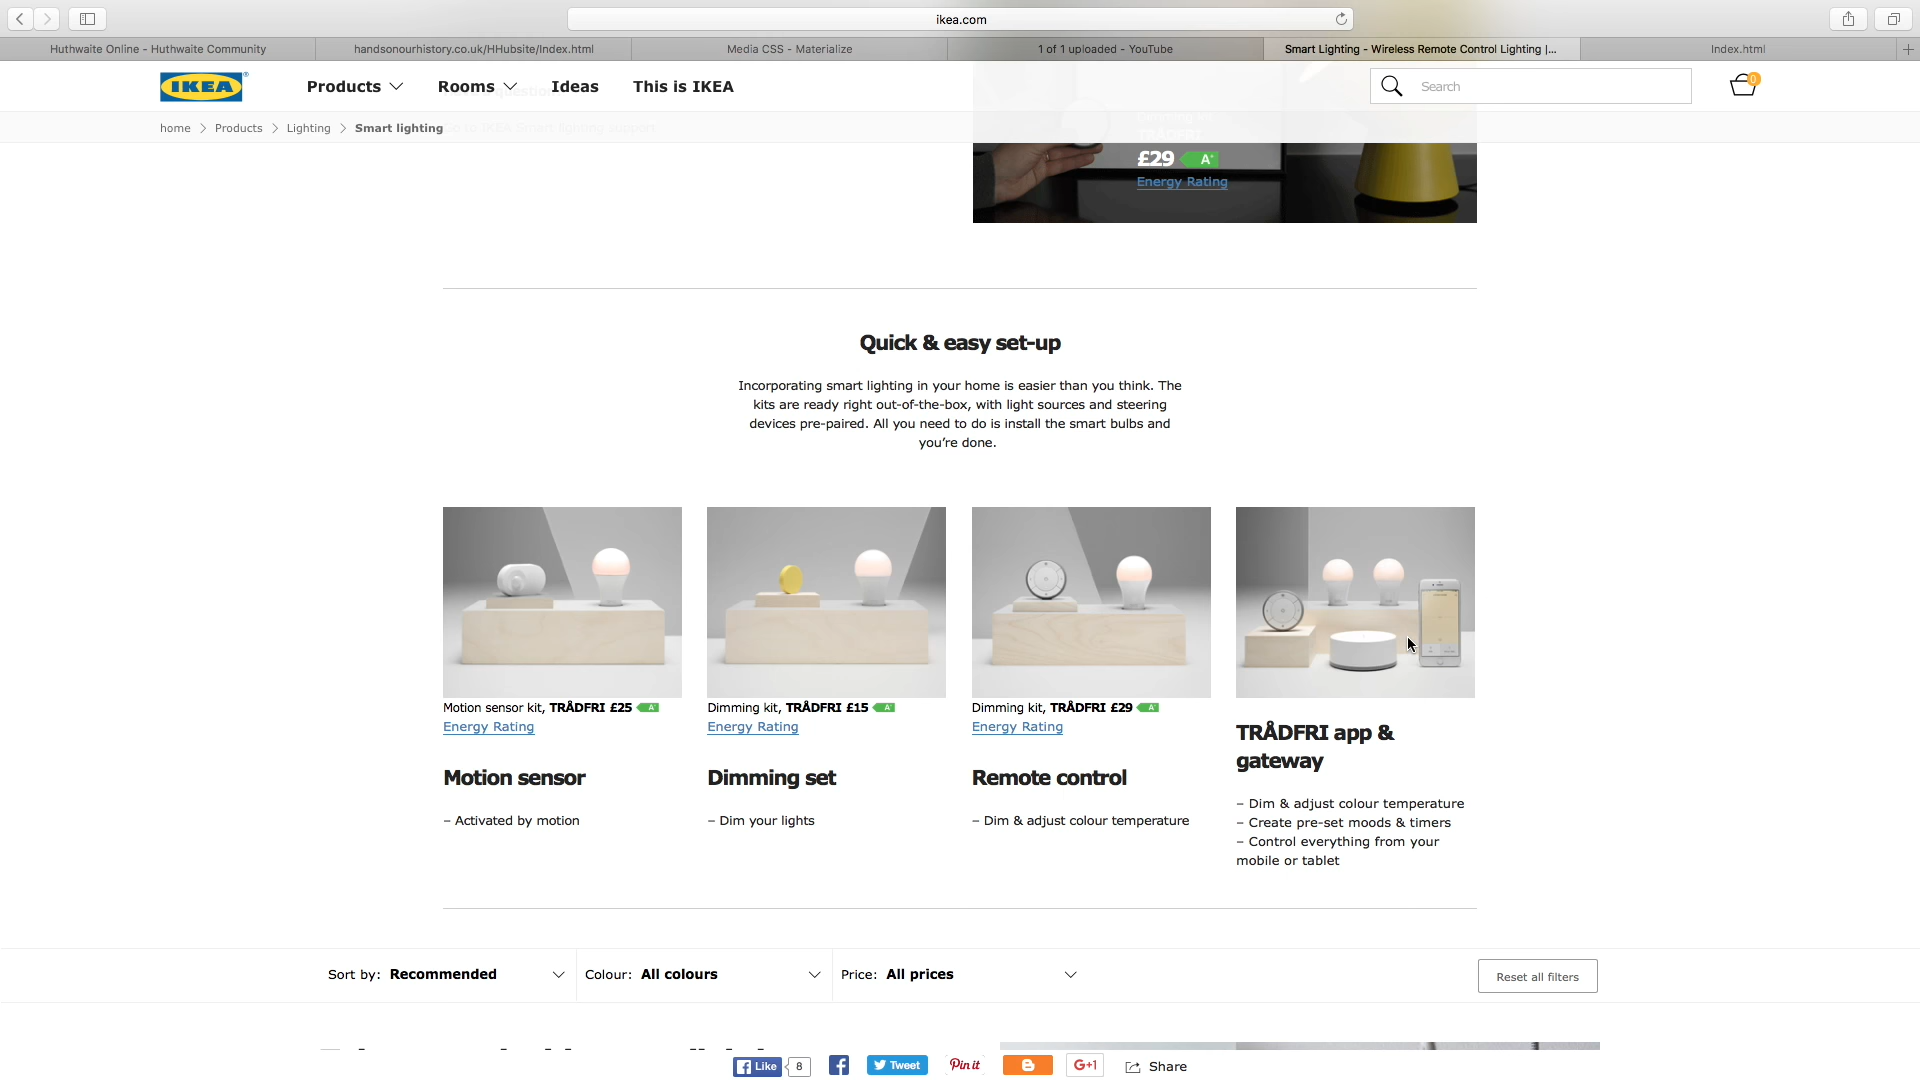 ikea.com
Huthwaite Online - Huthwaite Community
handsonourhistory.co.uk/HHubsite/Index.html
Media CSS - Materialize
1 of 1 uploaded - YouTube
Smart Lighting - Wireless Remote Control Lighting |...
Index.html
IKEA
Products
Rooms
Ideas
This is IKEA
Search
0
home > Products > Lighting > Smart lighting
£29 A+
Energy Rating
Quick & easy set-up
Incorporating smart lighting in your home is easier than you think. The
kits are ready right out-of-the-box, with light sources and steering
devices pre-paired. All you need to do is install the smart bulbs and
you're done.
Motion sensor kit, TRÅDFRI £25 A+
Energy Rating
Motion sensor
– Activated by motion
Dimming kit, TRÅDFRI £15 A+
Energy Rating
Dimming set
– Dim your lights
Dimming kit, TRÅDFRI £29 A+
Energy Rating
Remote control
– Dim & adjust colour temperature
TRÅDFRI app &
gateway
– Dim & adjust colour temperature
– Create pre-set moods & timers
– Control everything from your
mobile or tablet
Sort by: Recommended
Colour: All colours
Price: All prices
Reset all filters
Like 8
Tweet
Pin it
G+1
Share